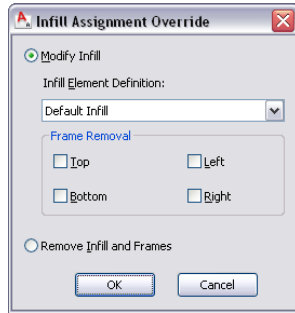 Infill Assignment Override
Modify Infill
Infill Element Definition:
Default Infill
Frame Removal
Top
Left
Bottom
Right
Remove Infill and Frames
OK
Cancel